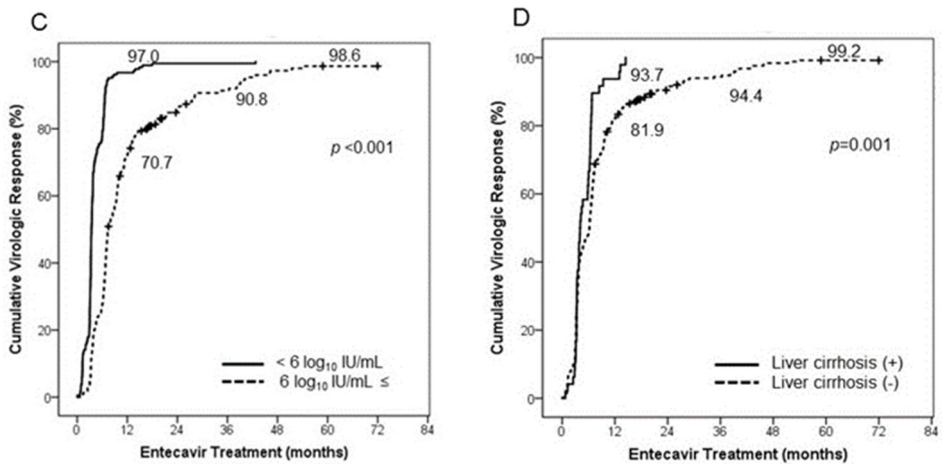 C
Cumulative Virologic Response (%)
100
80
60
40
20
0
97.0
98.6
90.8
70.7
p <0.001
< 6 log₁₀ IU/mL
6 log₁₀ IU/mL ≤
0 12 24 36 48 60 72 84
Entecavir Treatment (months)
D
Cumulative Virologic Response (%)
100
80
60
40
20
0
99.2
93.7
94.4
81.9
p=0.001
Liver cirrhosis (+)
Liver cirrhosis (-)
0 12 24 36 48 60 72 84
Entecavir Treatment (months)